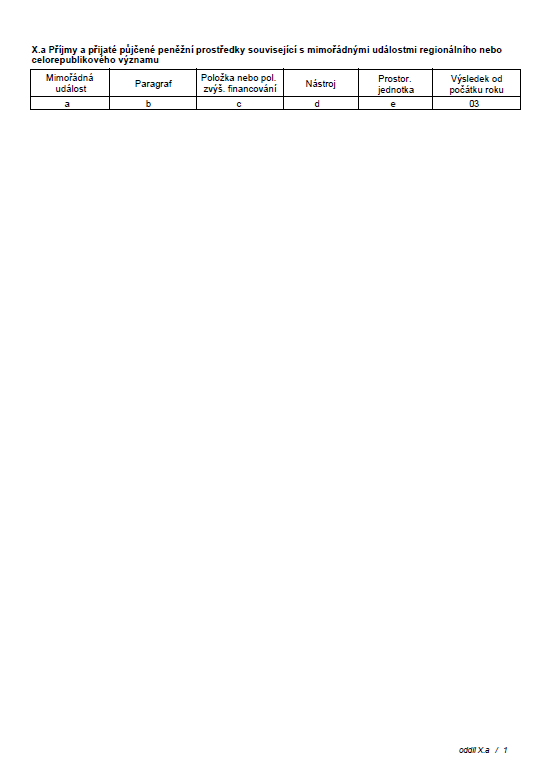 X.a Příjmy a přijaté půjčené peněžní prostředky související s mimořádnými událostmi regionálního nebo
celorepublikového významu
Mimořádná událost Paragraf Položka nebo pol. zvýš. financování Nástroj Prostor. jednotka Výsledek od počátku roku
a b c d e 03
oddíl X.a / 1